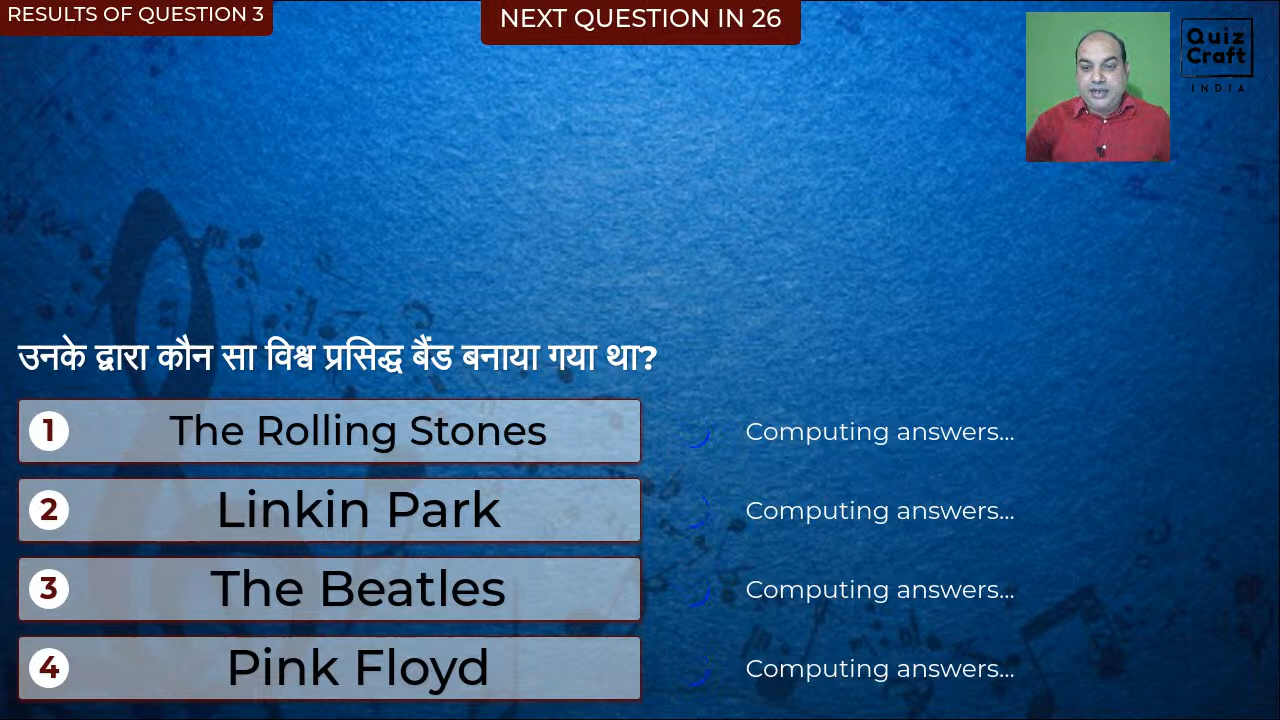 RESULTS OF QUESTION 3
NEXT QUESTION IN 26
Quiz
Craft
INDIA
उनके द्वारा कौन सा विश्व प्रसिद्ध बैंड बनाया गया था?
1 The Rolling Stones Computing answers...
2 Linkin Park Computing answers...
3 The Beatles Computing answers...
4 Pink Floyd Computing answers...